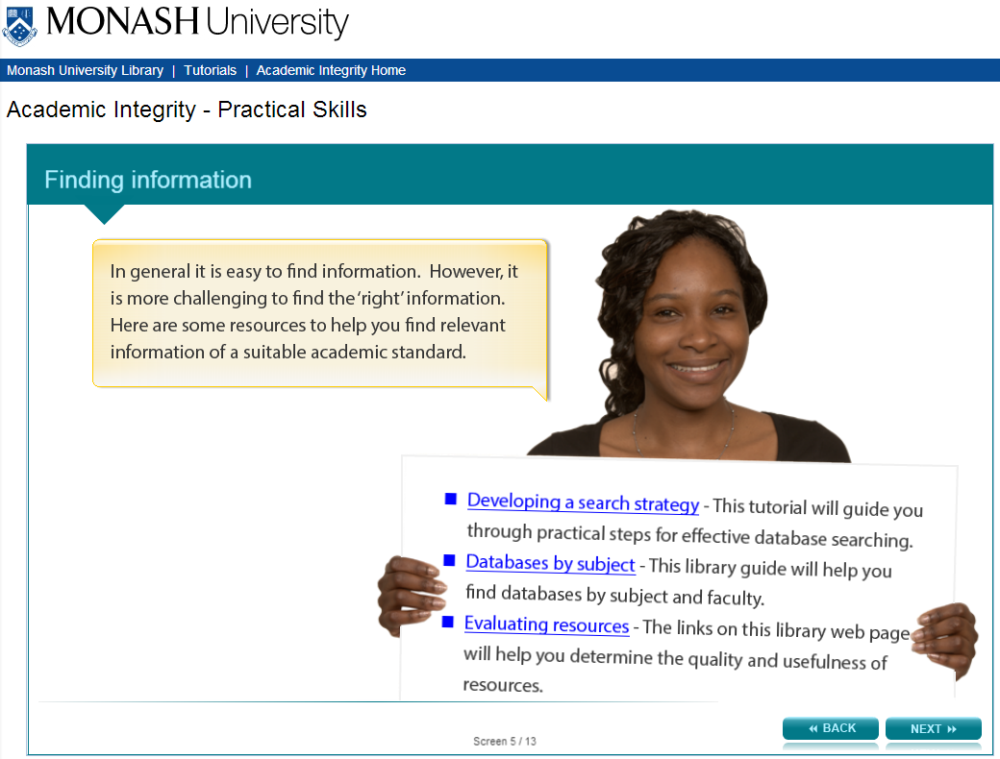 MONASH University
Monash University Library | Tutorials | Academic Integrity Home
Academic Integrity - Practical Skills
Finding information
In general it is easy to find information.  However, it
is more challenging to find the 'right' information.
Here are some resources to help you find relevant
information of a suitable academic standard.
■ Developing a search strategy - This tutorial will guide you
through practical steps for effective database searching.
■ Databases by subject - This library guide will help you
find databases by subject and faculty.
■ Evaluating resources - The links on this library web page
will help you determine the quality and usefulness of
resources.
BACK
NEXT
Screen 5 / 13